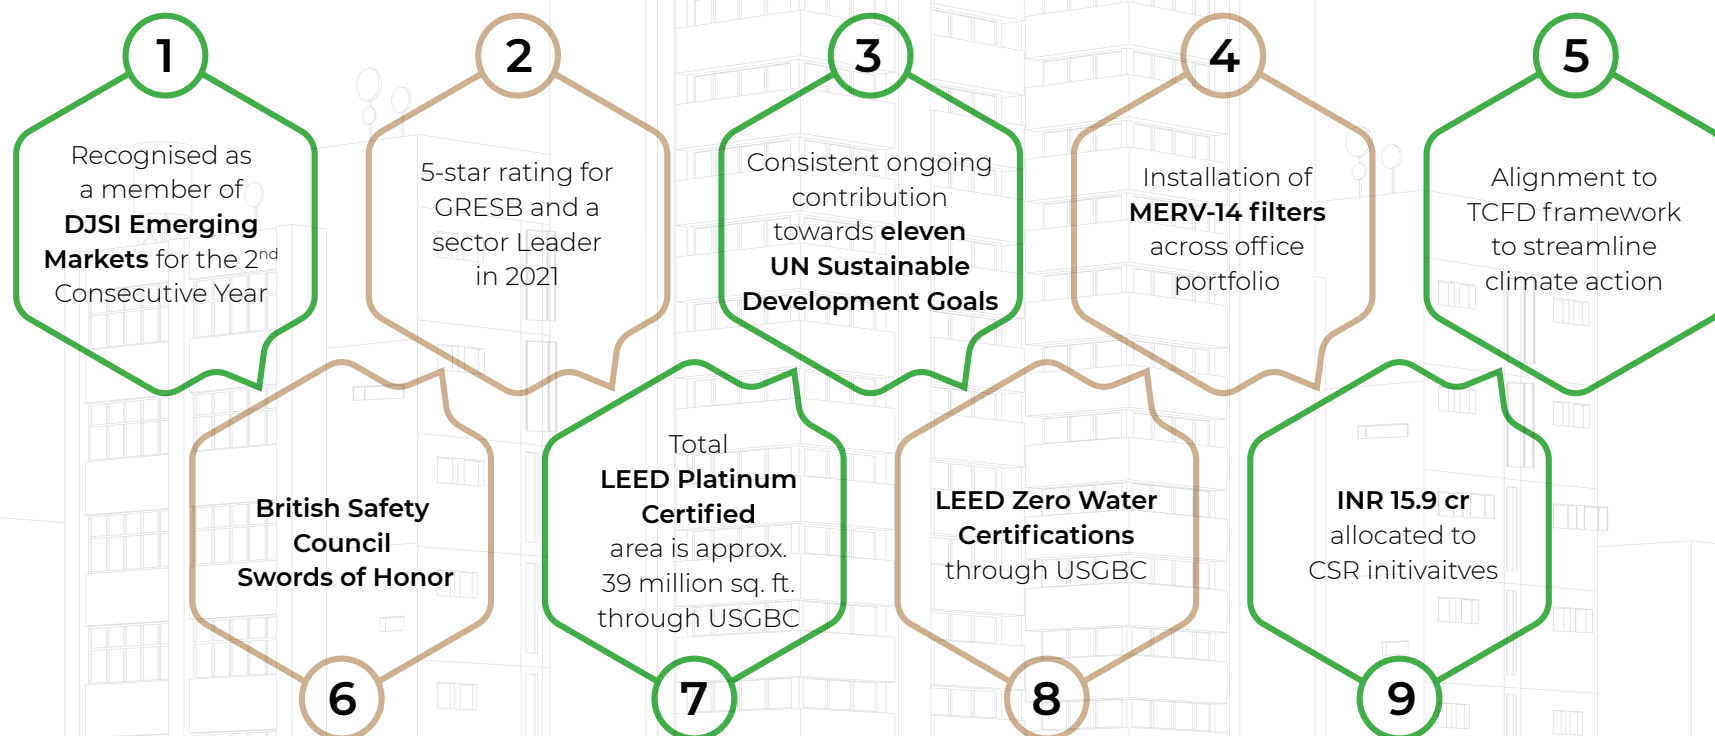 1
Recognised as
a member of
DJSI Emerging
Markets for the 2nd
Consecutive Year
2
5-star rating for
GRESB and a
sector Leader
in 2021
3
Consistent ongoing
contribution
towards eleven
UN Sustainable
Development Goals
4
Installation of
MERV-14 filters
across office
portfolio
5
Alignment to
TCFD framework
to streamline
climate action
British Safety
Council
Swords of Honor
6
Total
LEED Platinum
Certified
area is approx.
39 million sq. ft.
through USGBC
7
LEED Zero Water
Certifications
through USGBC
8
INR 15.9 cr
allocated to
CSR initivaitves
9